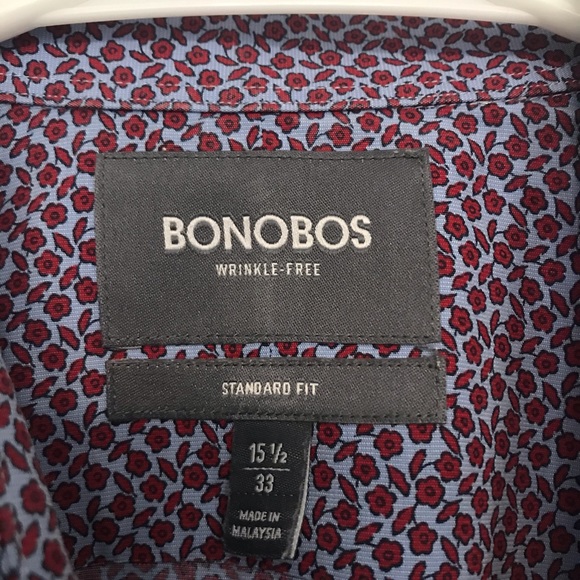 BONOBOS
WRINKLE-FREE
STANDARD FIT
15 1/2
33
MADE IN
MALAYSIA